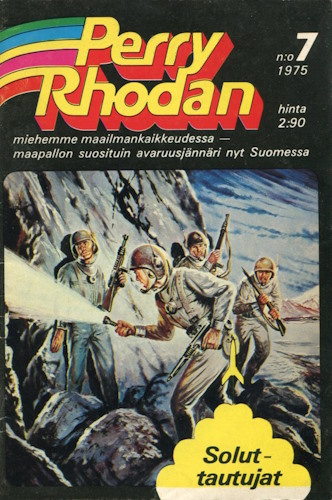 Perry
Rhodan
n:o 7
1975
hinta
2:90
miehemme maailmankaikkeudessa —
maapallon suosituin avaruusjännäri nyt Suomessa
Solut-
tautujat